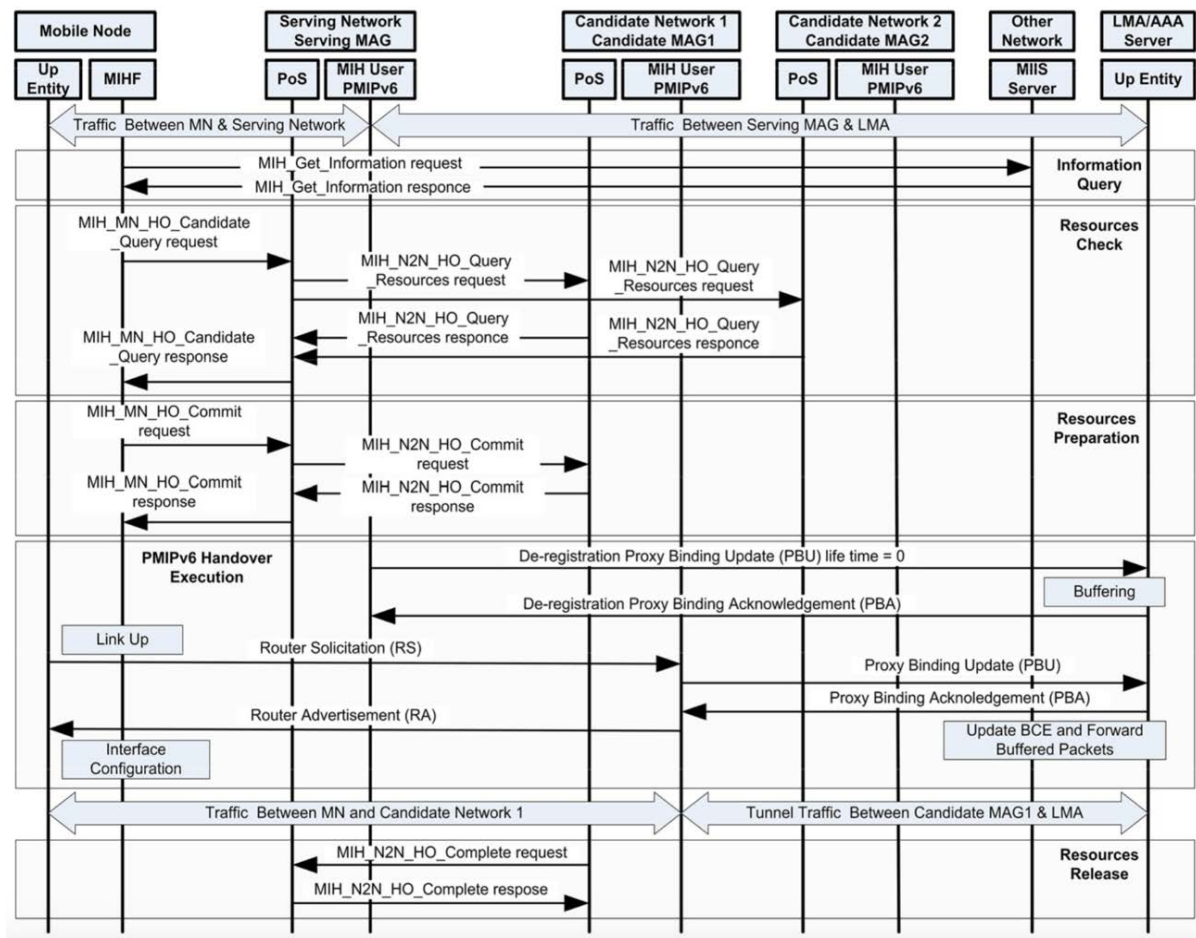 Mobile Node
Serving Network
Serving MAG
Candidate Network 1
Candidate MAG1
Candidate Network 2
Candidate MAG2
Other
Network
LMA/AAA
Server
Up
Entity
MIHF
PoS
MIH User
PMIPv6
PoS
MIH User
PMIPv6
PoS
MIH User
PMIPv6
MIIS
Server
Up Entity
Traffic Between MN & Serving Network
Traffic Between Serving MAG & LMA
MIH_Get_Information request
MIH_Get_Information responce
Information
Query
MIH_MN_HO_Candidate
_Query request
Resources
Check
MIH_N2N_HO_Query
_Resources request
MIH_N2N_HO_Query
_Resources request
MIH_N2N_HO_Query
_Resources responce
MIH_N2N_HO_Query
_Resources responce
MIH_MN_HO_Candidate
_Query response
MIH_MN_HO_Commit
request
Resources
Preparation
MIH_N2N_HO_Commit
request
MIH_MN_HO_Commit
response
MIH_N2N_HO_Commit
response
PMIPv6 Handover
Execution
De-registration Proxy Binding Update (PBU) life time = 0
Buffering
De-registration Proxy Binding Acknowledgement (PBA)
Link Up
Router Solicitation (RS)
Proxy Binding Update (PBU)
Proxy Binding Acknoledgement (PBA)
Router Advertisement (RA)
Update BCE and Forward
Buffered Packets
Interface
Configuration
Traffic Between MN and Candidate Network 1
Tunnel Traffic Between Candidate MAG1 & LMA
MIH_N2N_HO_Complete request
Resources
Release
MIH_N2N_HO_Complete respose